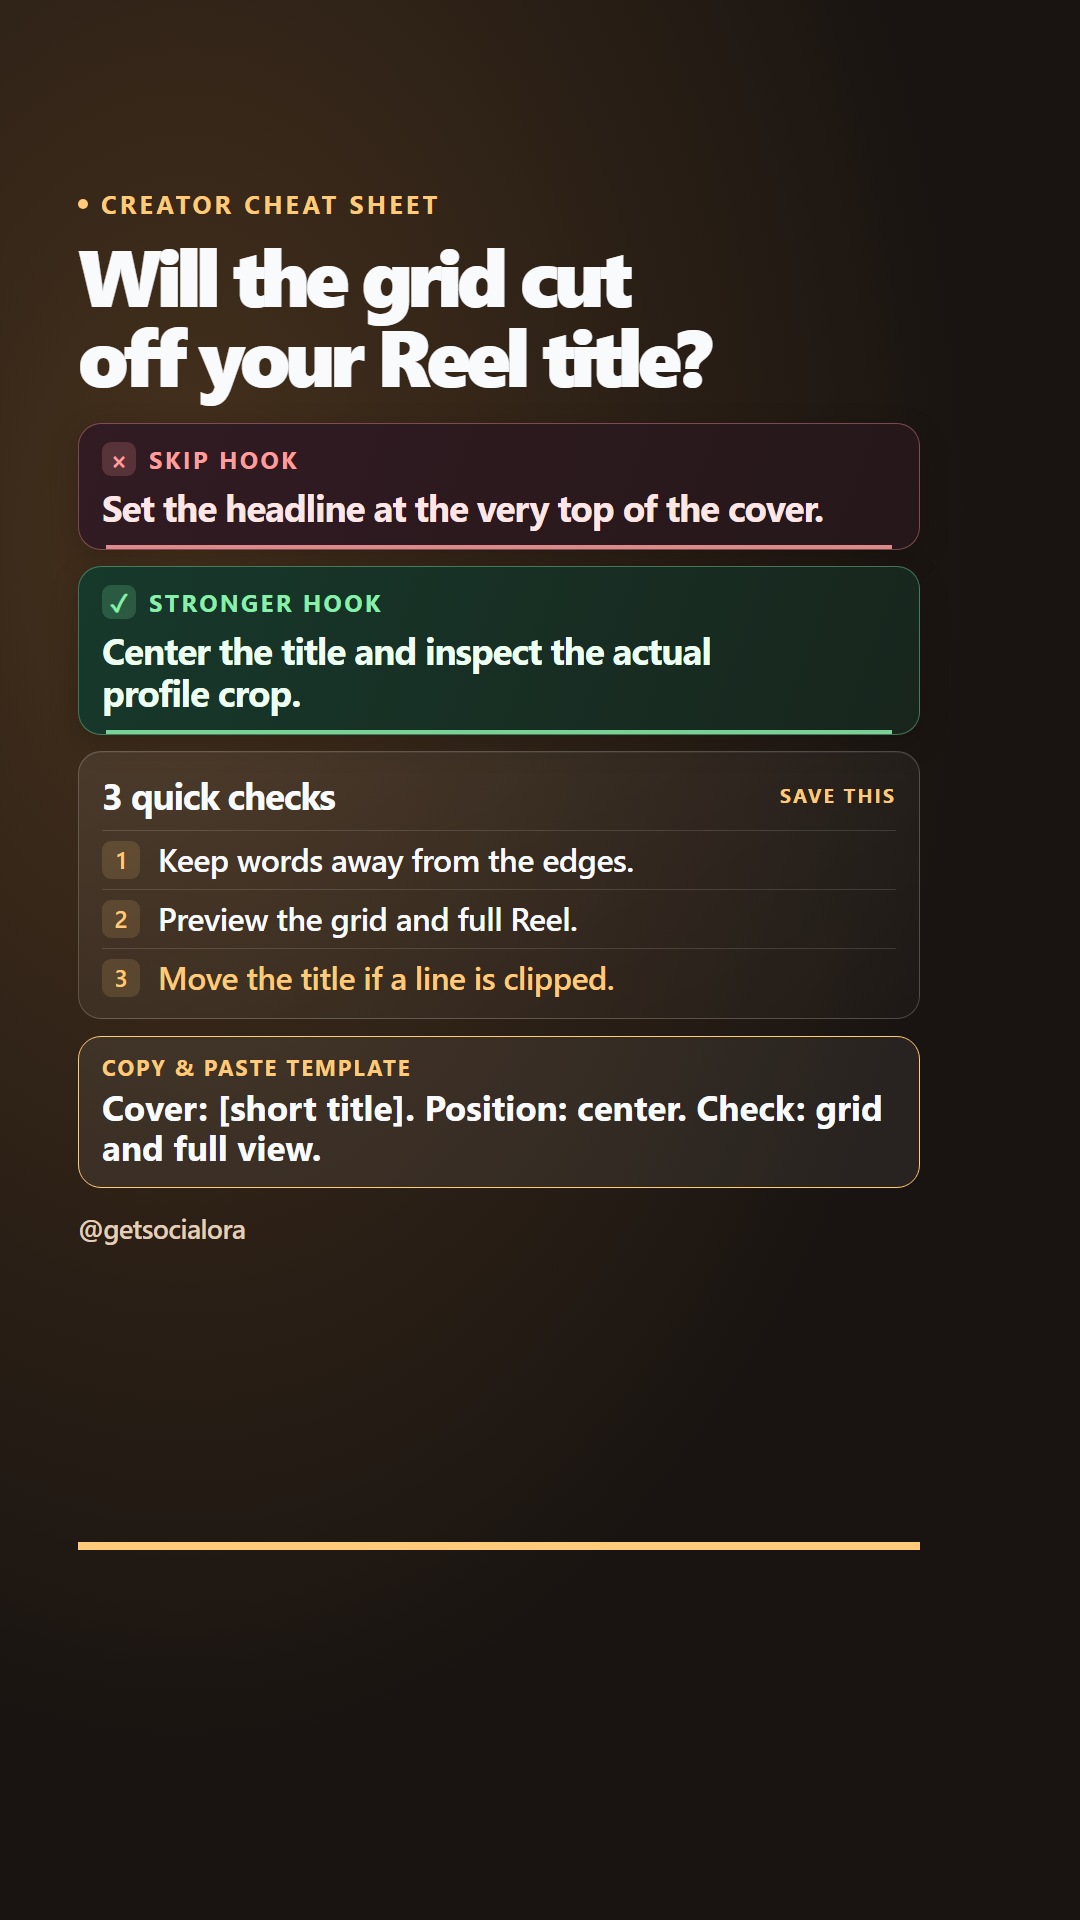 • CREATOR CHEAT SHEET
Will the grid cut
off your Reel title?
× SKIP HOOK
Set the headline at the very top of the cover.
✓ STRONGER HOOK
Center the title and inspect the actual
profile crop.
3 quick checks
SAVE THIS
1 Keep words away from the edges.
2 Preview the grid and full Reel.
3 Move the title if a line is clipped.
COPY & PASTE TEMPLATE
Cover: [short title]. Position: center. Check: grid
and full view.
@getsocialora